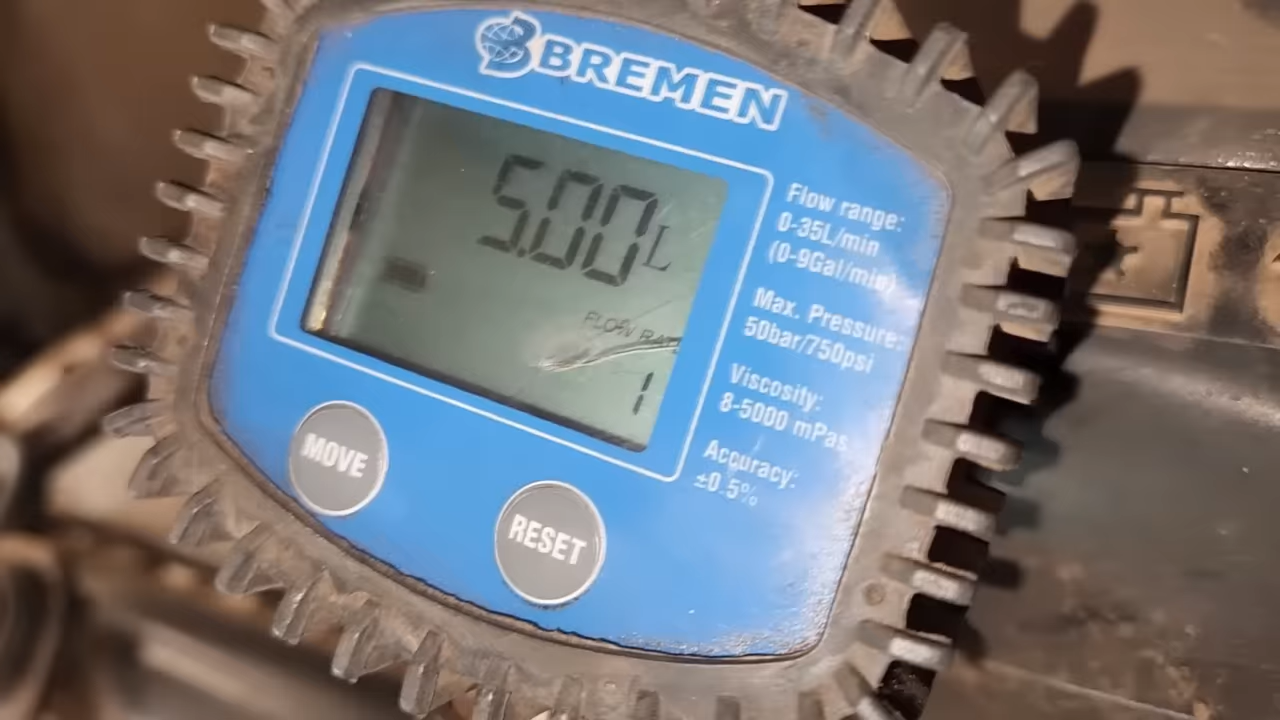 BREMEN
5.00 L
FLOW RATE
1
Flow range:
0-35L/min
(0-9Gal/min)
Max. Pressure:
50bar/750psi
Viscosity:
8-5000 mPas
Accuracy:
±0.5%
MOVE
RESET